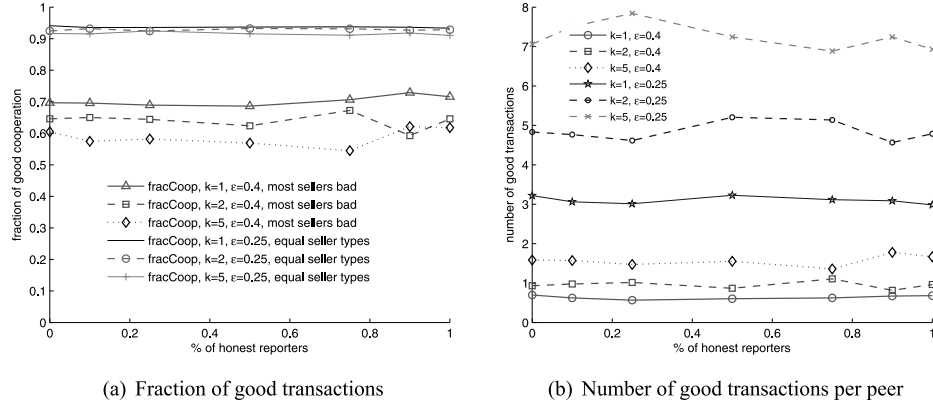 1
0.9
0.8
0.7
0.6
0.5
0.4
0.3
0.2
0.1
0
fraction of good cooperation
fracCoop, k=1, ε=0.4, most sellers bad
fracCoop, k=2, ε=0.4, most sellers bad
fracCoop, k=5, ε=0.4, most sellers bad
fracCoop, k=1, ε=0.25, equal seller types
fracCoop, k=2, ε=0.25, equal seller types
fracCoop, k=5, ε=0.25, equal seller types
0 0.2 0.4 0.6 0.8 1
% of honest reporters
(a) Fraction of good transactions
8
7
6
5
4
3
2
1
0
number of good transactions
k=1, ε=0.4
k=2, ε=0.4
k=5, ε=0.4
k=1, ε=0.25
k=2, ε=0.25
k=5, ε=0.25
0 0.2 0.4 0.6 0.8 1
% of honest reporters
(b) Number of good transactions per peer